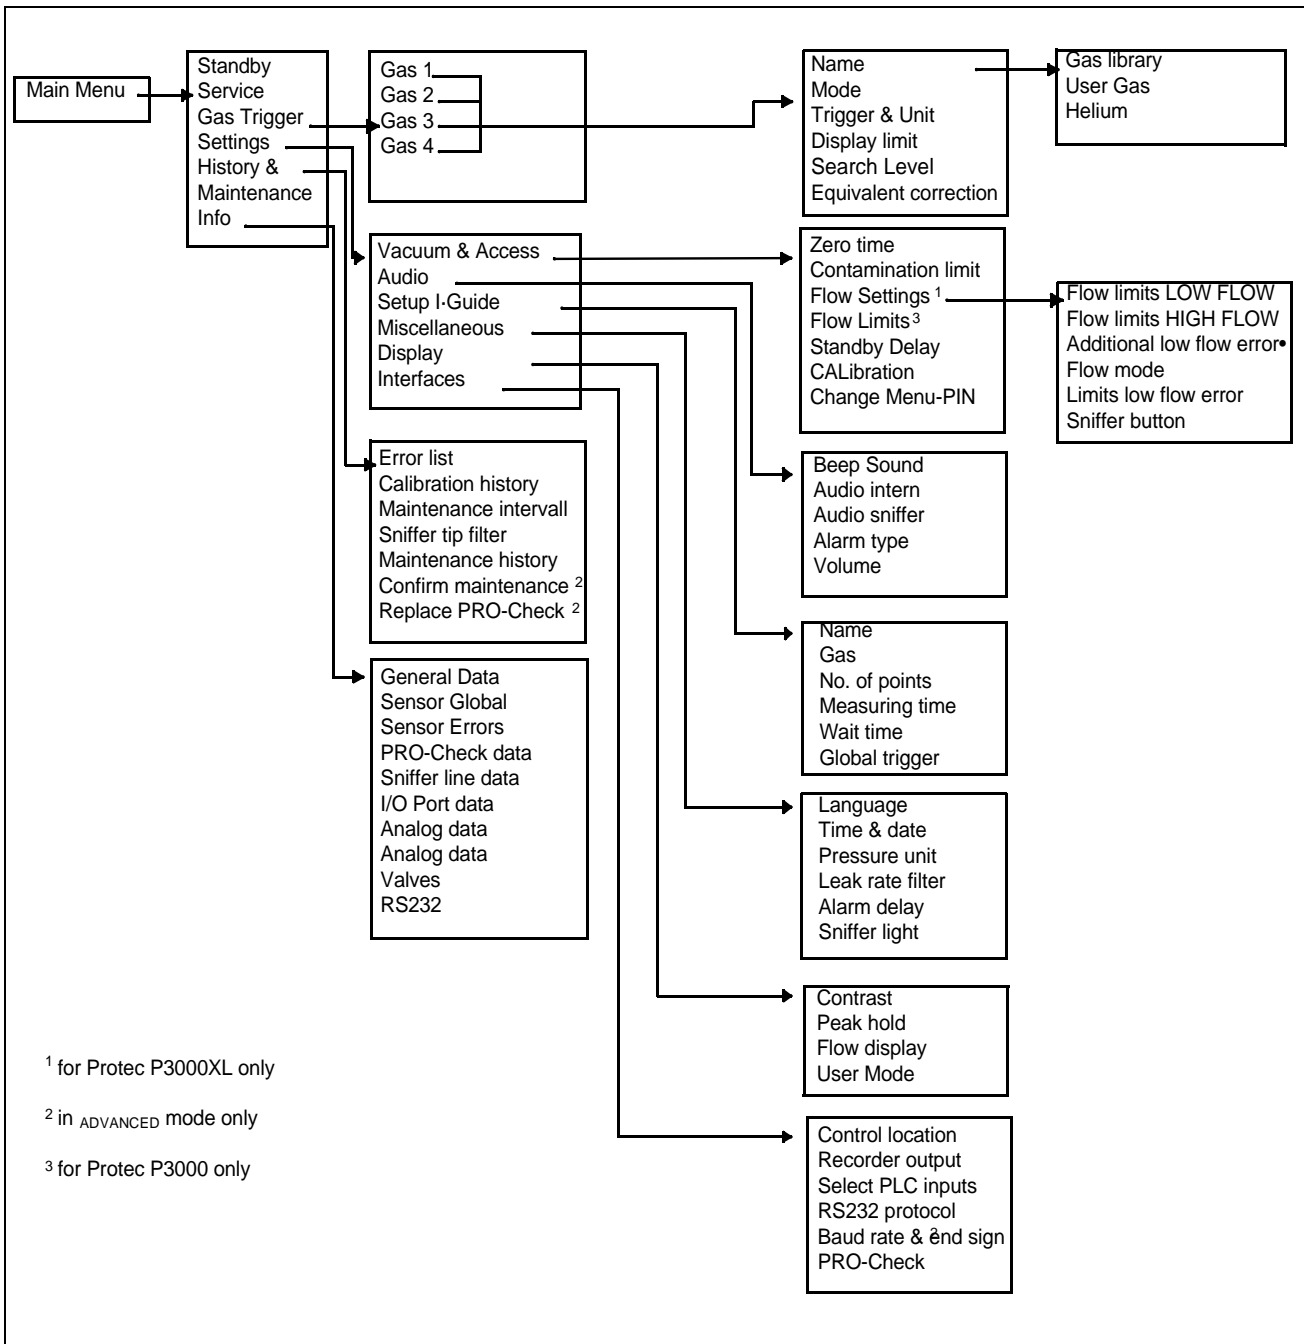 Main Menu
Standby
Service
Gas Trigger
Settings
History &
Maintenance
Info
Gas 1
Gas 2
Gas 3
Gas 4
Name
Mode
Trigger & Unit
Display limit
Search Level
Equivalent correction
Gas library
User Gas
Helium
Vacuum & Access
Audio
Setup I·Guide
Miscellaneous
Display
Interfaces
Zero time
Contamination limit
Flow Settings 1
Flow Limits 3
Standby Delay
CALibration
Change Menu-PIN
Flow limits LOW FLOW
Flow limits HIGH FLOW
Additional low flow error•
Flow mode
Limits low flow error
Sniffer button
Error list
Calibration history
Maintenance intervall
Sniffer tip filter
Maintenance history
Confirm maintenance 2
Replace PRO-Check 2
Beep Sound
Audio intern
Audio sniffer
Alarm type
Volume
Name
Gas
No. of points
Measuring time
Wait time
Global trigger
General Data
Sensor Global
Sensor Errors
PRO-Check data
Sniffer line data
I/O Port data
Analog data
Analog data
Valves
RS232
Language
Time & date
Pressure unit
Leak rate filter
Alarm delay
Sniffer light
Contrast
Peak hold
Flow display
User Mode
Control location
Recorder output
Select PLC inputs
RS232 protocol
Baud rate & end sign 2
PRO-Check
1 for Protec P3000XL only
2 in ADVANCED mode only
3 for Protec P3000 only